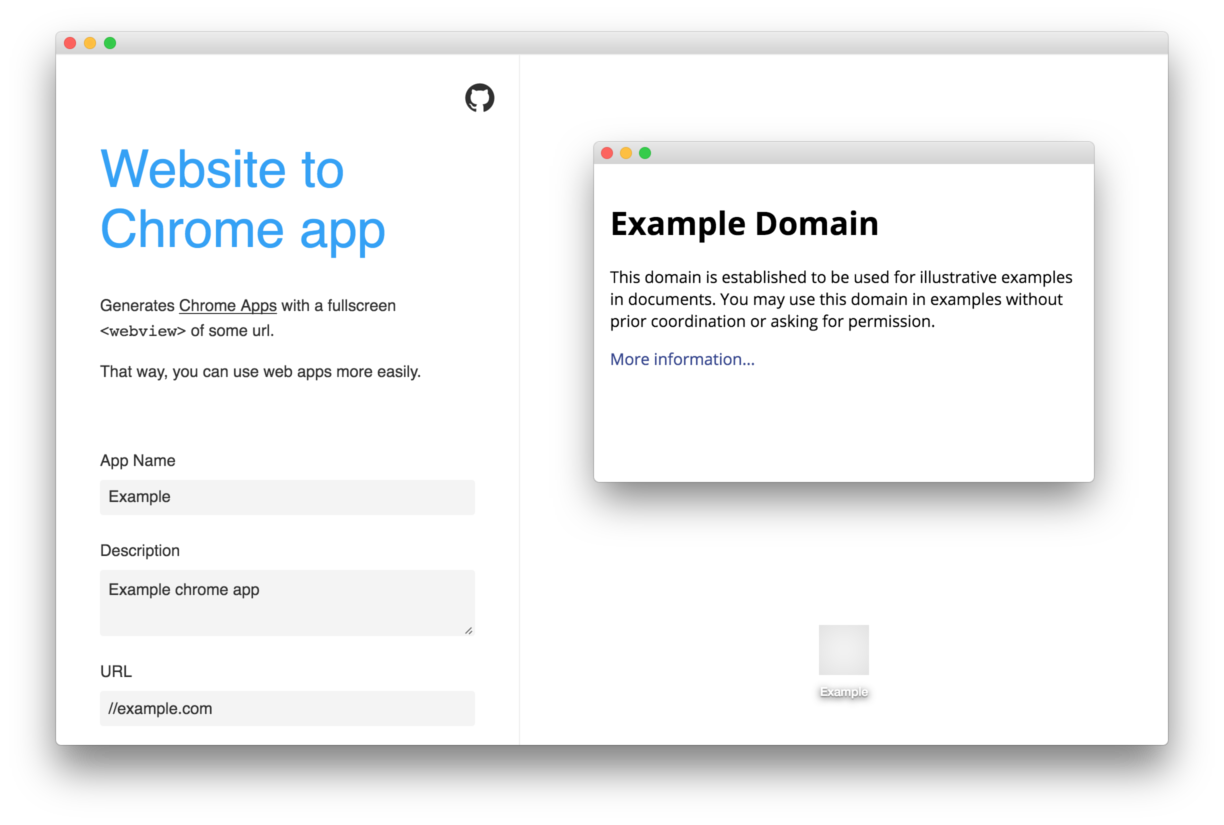 Website to
Chrome app
Generates Chrome Apps with a fullscreen
<webview> of some url.
That way, you can use web apps more easily.
App Name
Example
Description
Example chrome app
URL
//example.com
Example Domain
This domain is established to be used for illustrative examples
in documents. You may use this domain in examples without
prior coordination or asking for permission.
More information...
Example